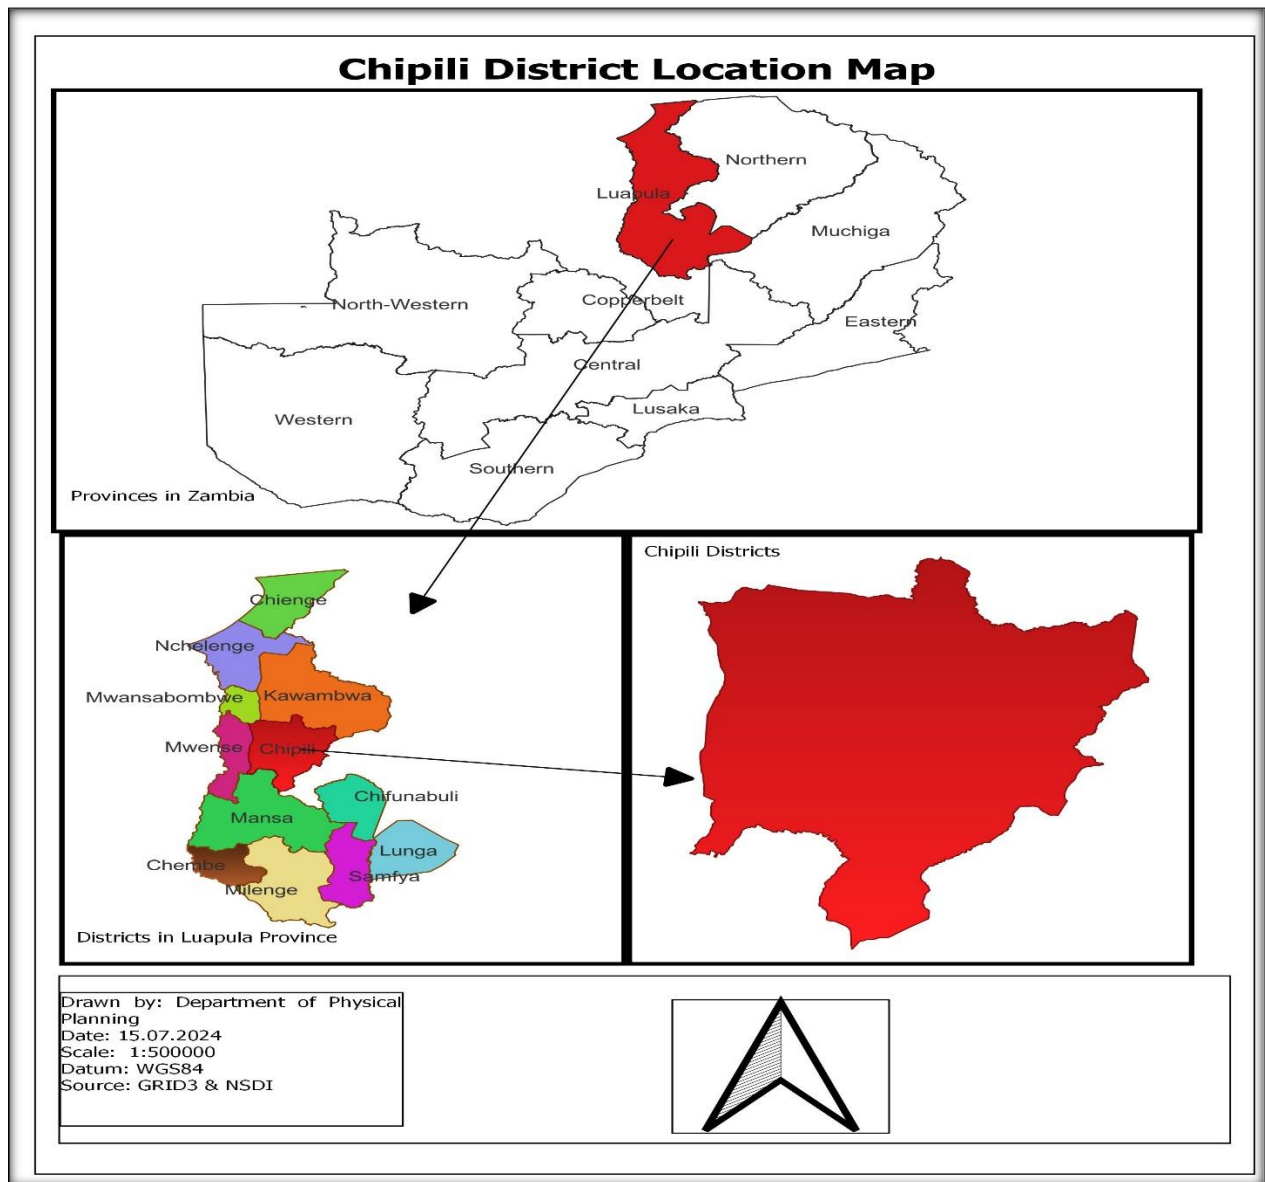 Chipili District Location Map
Northern
Luapula
Muchiga
North-Western
Copperbelt
Eastern
Central
Lusaka
Western
Southern
Provinces in Zambia
Chienge
Nchelenge
Mwansabombwe
Kawambwa
Mwense
Chipili
Chifunabuli
Mansa
Lunga
Chembe
Samfya
Milenge
Districts in Luapula Province
Chipili Districts
Drawn by: Department of Physical
Planning
Date: 15.07.2024
Scale: 1:500000
Datum: WGS84
Source: GRID3 & NSDI